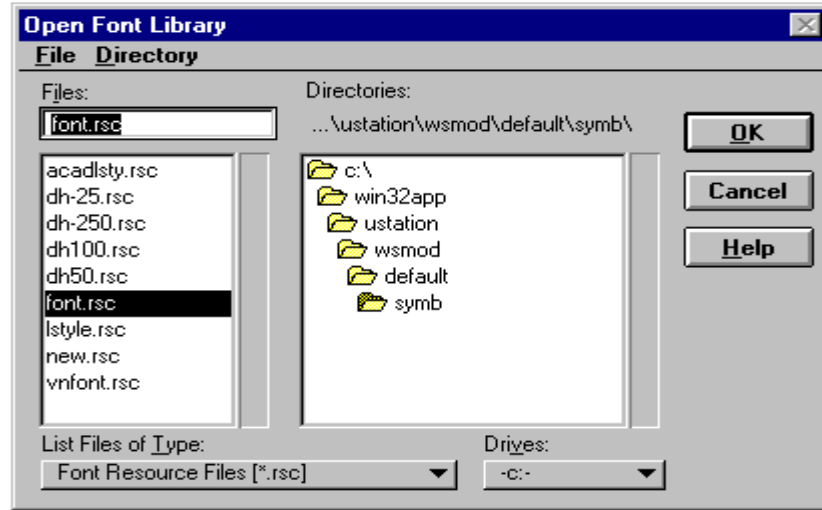 Open Font Library
File Directory
Files:
font.rsc
acadlsty.rsc
dh-25.rsc
dh-250.rsc
dh100.rsc
dh50.rsc
font.rsc
lstyle.rsc
new.rsc
vnfont.rsc
List Files of Type:
Font Resource Files [*.rsc]
Directories:
...\ustation\wsmod\default\symb\
c:\
win32app
ustation
wsmod
default
symb
Drives:
-c:-
OK
Cancel
Help